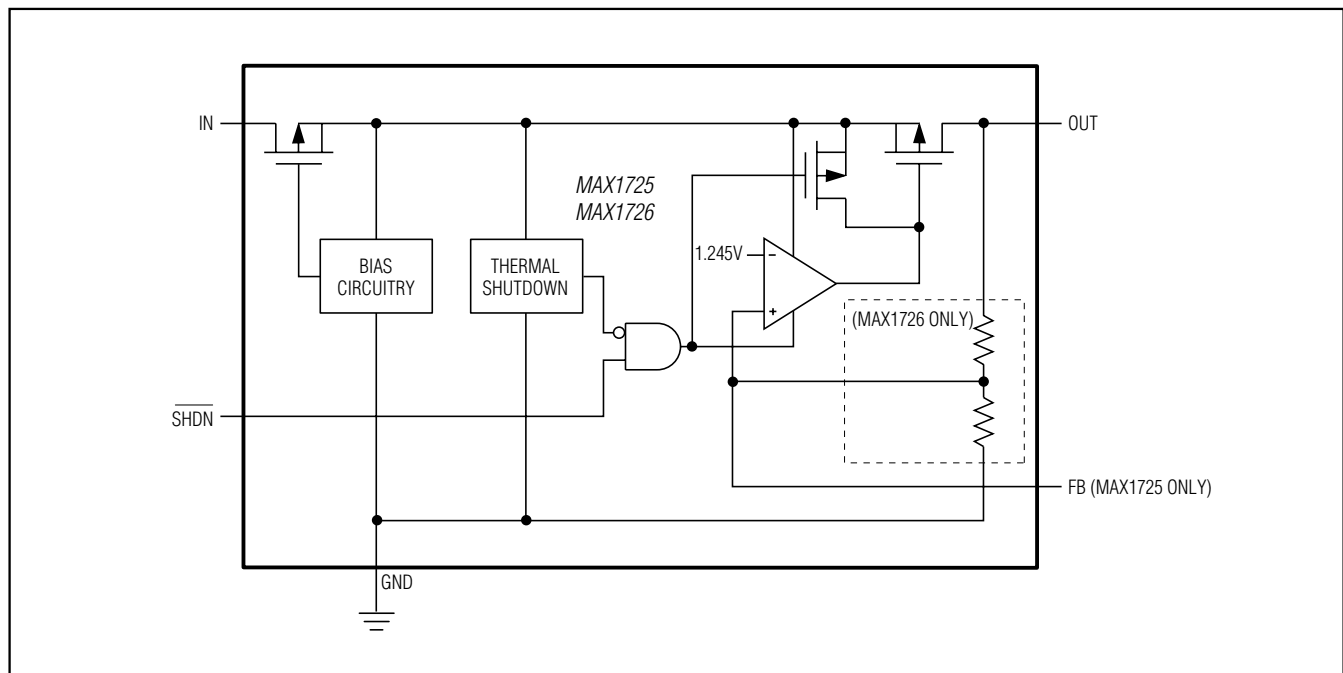 IN
OUT
MAX1725
MAX1726
1.245V
−
+
BIAS
CIRCUITRY
THERMAL
SHUTDOWN
(MAX1726 ONLY)
SHDN
FB (MAX1725 ONLY)
GND